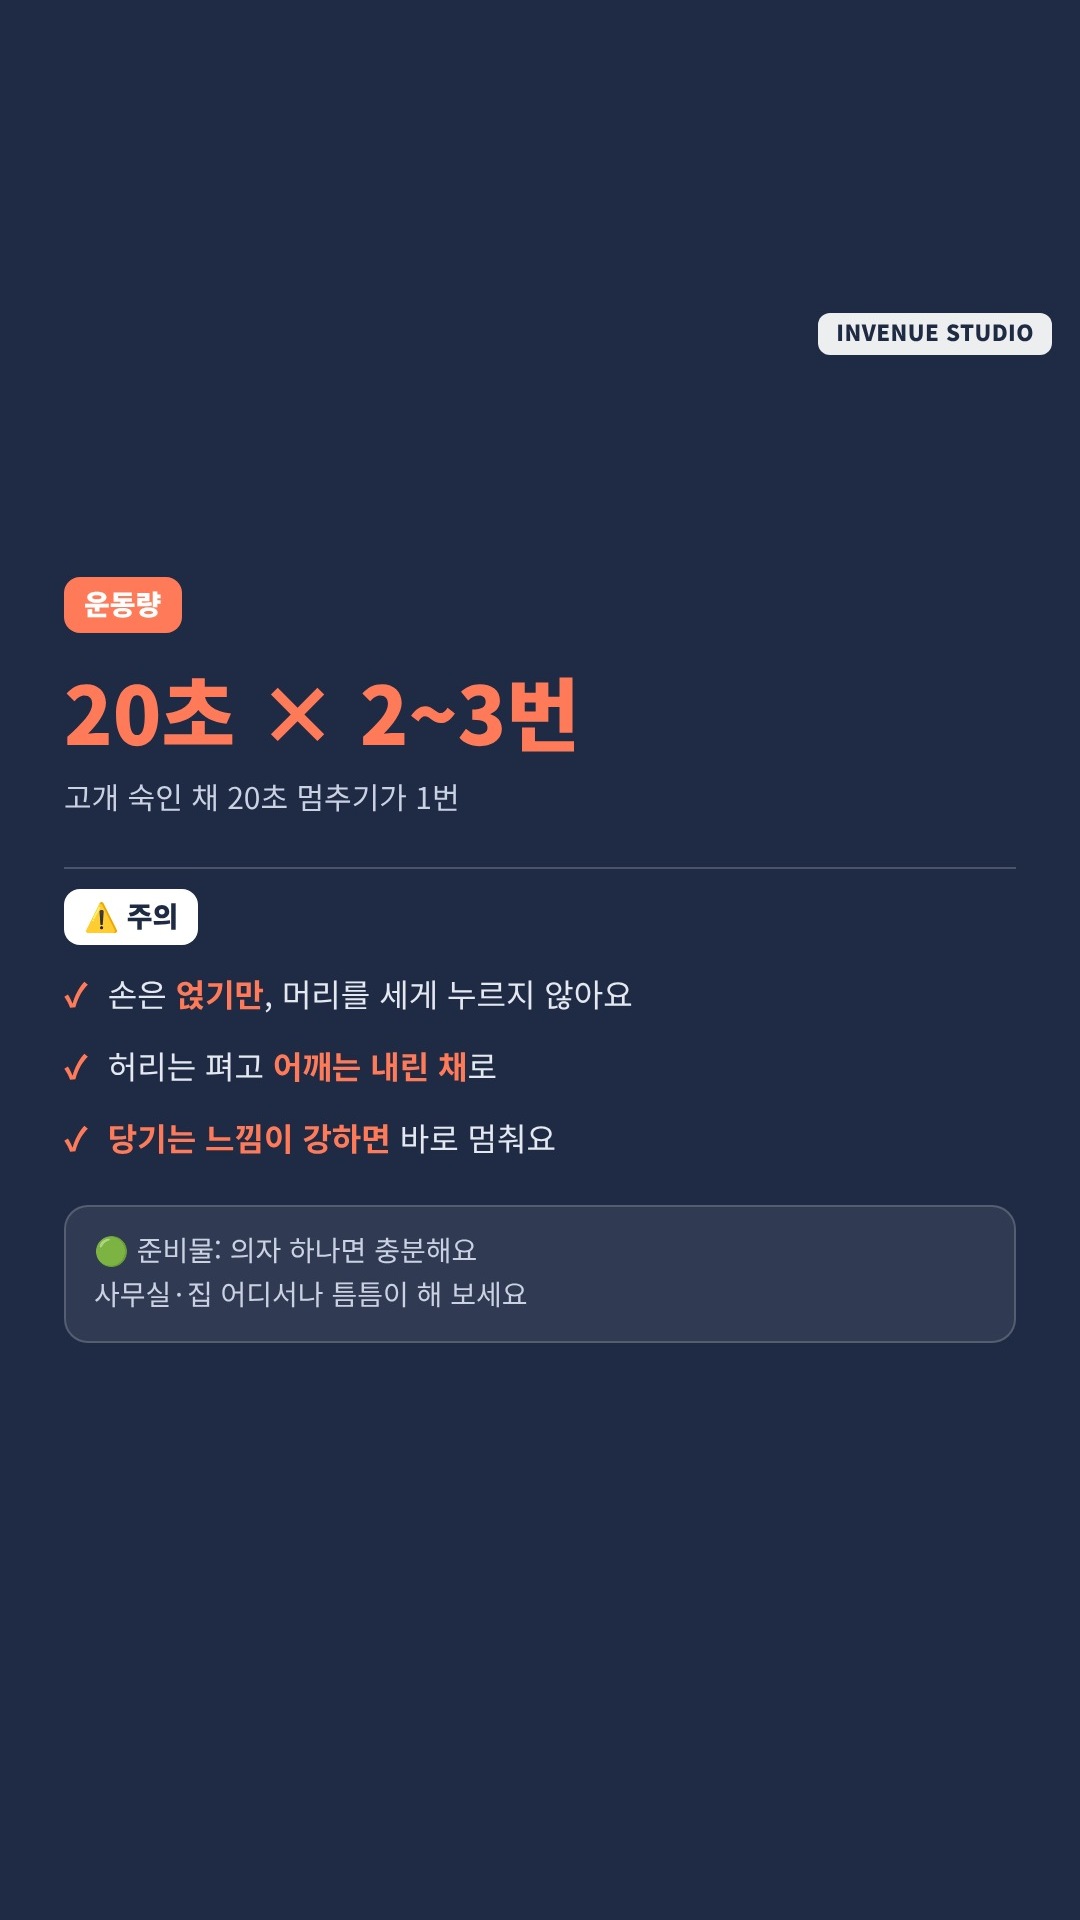 INVENUE STUDIO
운동량
20초 × 2~3번
고개 숙인 채 20초 멈추기가 1번
⚠️ 주의
✓ 손은 얹기만, 머리를 세게 누르지 않아요
✓ 허리는 펴고 어깨는 내린 채로
✓ 당기는 느낌이 강하면 바로 멈춰요
🟢 준비물: 의자 하나면 충분해요
사무실·집 어디서나 틈틈이 해 보세요